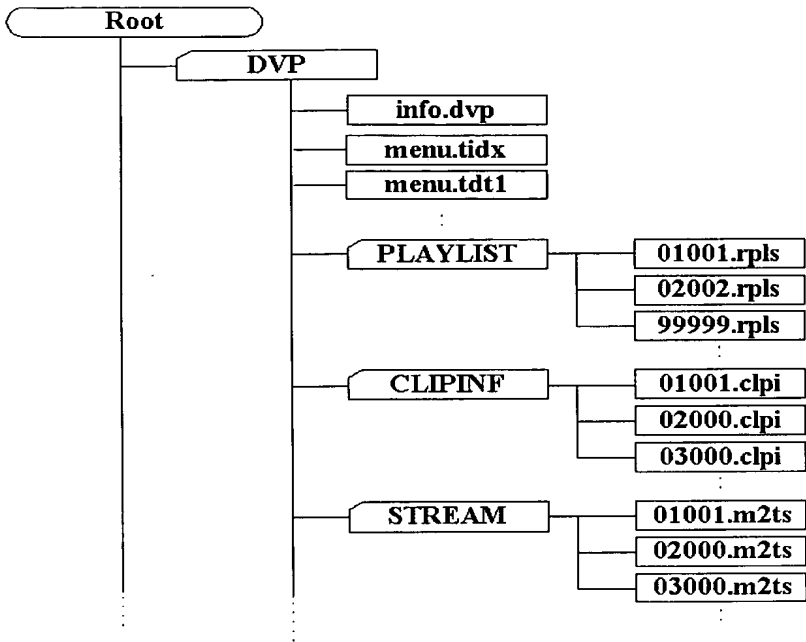 Root
DVP
info.dvp
menu.tidx
menu.tdt1
PLAYLIST
01001.rpls
02002.rpls
99999.rpls
CLIPINF
01001.clpi
02000.clpi
03000.clpi
STREAM
01001.m2ts
02000.m2ts
03000.m2ts